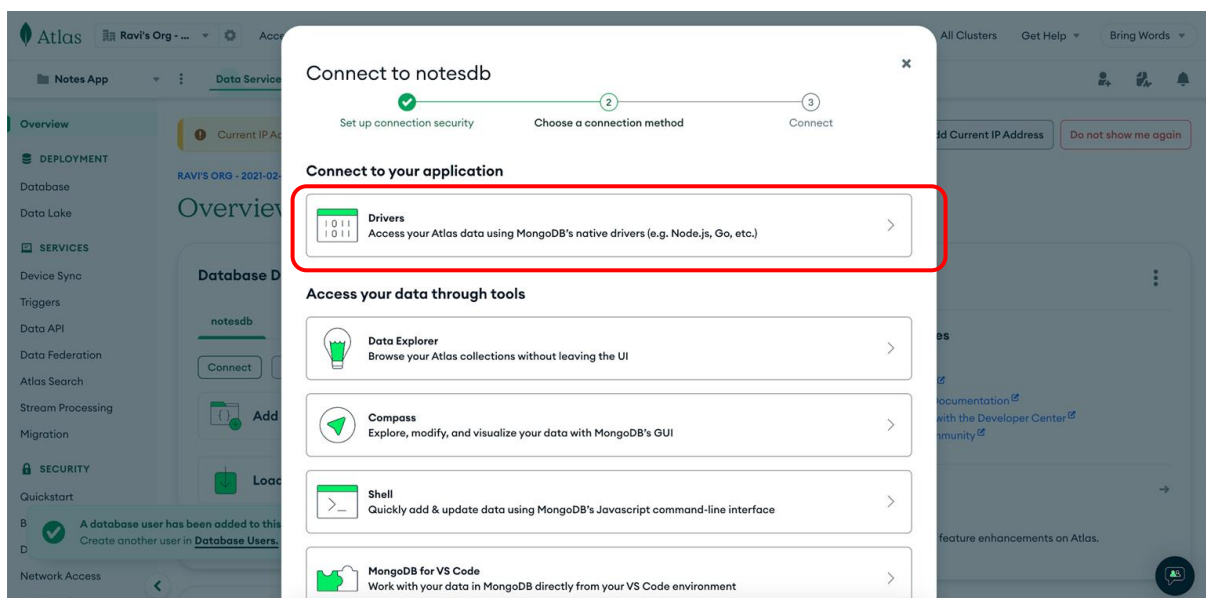 Atlas
Ravi's Org - ...
Acce
All Clusters
Get Help
Bring Words
Notes App
Data Service
Overview
DEPLOYMENT
Database
Data Lake
SERVICES
Device Sync
Triggers
Data API
Data Federation
Atlas Search
Stream Processing
Migration
SECURITY
Quickstart
B
D
Network Access
Current IP Ad
dd Current IP Address
Do not show me again
RAVI'S ORG - 2021-02-
Overview
Database D
notesdb
Connect
Add
Load
A database user has been added to this
Create another user in Database Users.
Connect to notesdb
2
3
Set up connection security
Choose a connection method
Connect
Connect to your application
1011
1011
Drivers
Access your Atlas data using MongoDB's native drivers (e.g. Node.js, Go, etc.)
Access your data through tools
Data Explorer
Browse your Atlas collections without leaving the UI
Compass
Explore, modify, and visualize your data with MongoDB's GUI
Shell
Quickly add & update data using MongoDB's Javascript command-line interface
MongoDB for VS Code
Work with your data in MongoDB directly from your VS Code environment
es
ocumentation
with the Developer Center
mmunity
feature enhancements on Atlas.